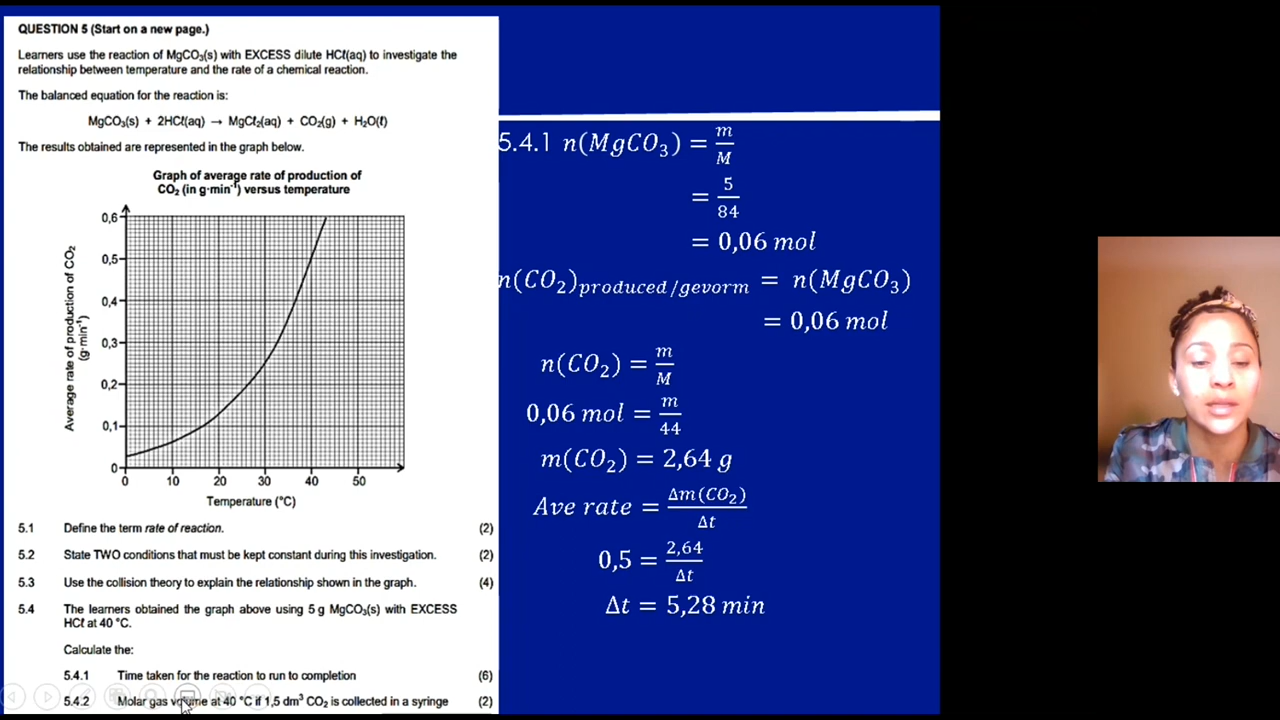 QUESTION 5 (Start on a new page.)
Learners use the reaction of MgCO₃(s) with EXCESS dilute HCℓ(aq) to investigate the
relationship between temperature and the rate of a chemical reaction.
The balanced equation for the reaction is:
MgCO₃(s) + 2HCℓ(aq) → MgCℓ₂(aq) + CO₂(g) + H₂O(ℓ)
The results obtained are represented in the graph below.
Graph of average rate of production of
CO₂ (in g·min⁻¹) versus temperature
Average rate of production of CO₂
(g·min⁻¹)
0,6
0,5
0,4
0,3
0,2
0,1
0
0 10 20 30 40 50
Temperature (°C)
5.1 Define the term rate of reaction. (2)
5.2 State TWO conditions that must be kept constant during this investigation. (2)
5.3 Use the collision theory to explain the relationship shown in the graph. (4)
5.4 The learners obtained the graph above using 5 g MgCO₃(s) with EXCESS
HCℓ at 40 °C.
Calculate the:
5.4.1 Time taken for the reaction to run to completion (6)
5.4.2 Molar gas volume at 40 °C if 1,5 dm³ CO₂ is collected in a syringe (2)
5.4.1 n(MgCO₃) = m/M
= 5/84
= 0,06 mol
n(CO₂)produced/gevorm = n(MgCO₃)
= 0,06 mol
n(CO₂) = m/M
0,06 mol = m/44
m(CO₂) = 2,64 g
Ave rate = Δm(CO₂)/Δt
0,5 = 2,64/Δt
Δt = 5,28 min